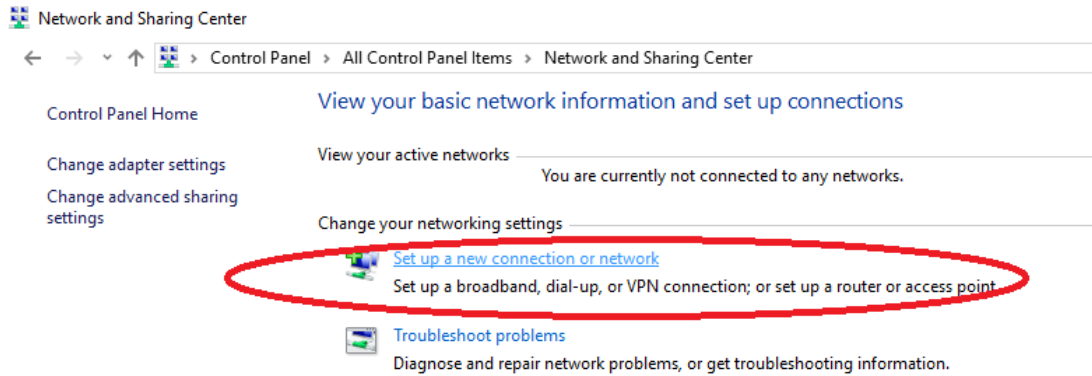 Network and Sharing Center
Control Panel > All Control Panel Items > Network and Sharing Center
Control Panel Home
View your basic network information and set up connections
Change adapter settings
Change advanced sharing
settings
View your active networks
You are currently not connected to any networks.
Change your networking settings
Set up a new connection or network
Set up a broadband, dial-up, or VPN connection; or set up a router or access point.
Troubleshoot problems
Diagnose and repair network problems, or get troubleshooting information.